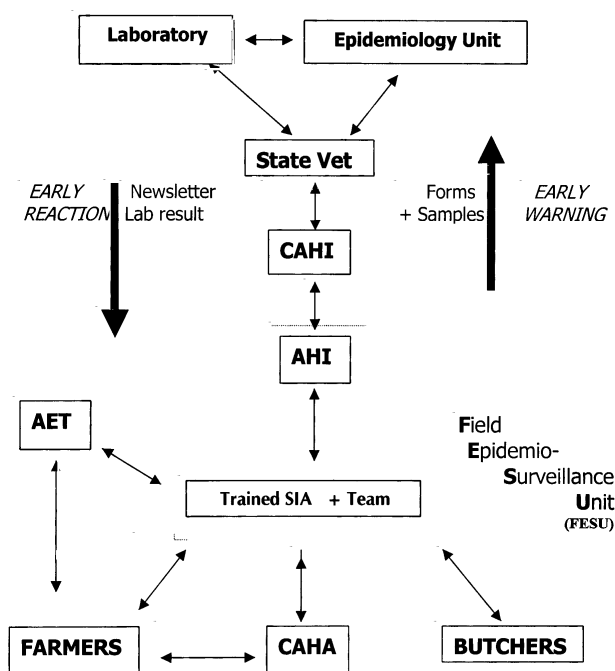 Laboratory
Epidemiology Unit
State Vet
EARLY
REACTION
Newsletter
Lab result
Forms
+ Samples
EARLY
WARNING
CAHI
AHI
AET
Field
Epidemio-
Surveillance
Unit
(FESU)
Trained SIA + Team
FARMERS
CAHA
BUTCHERS